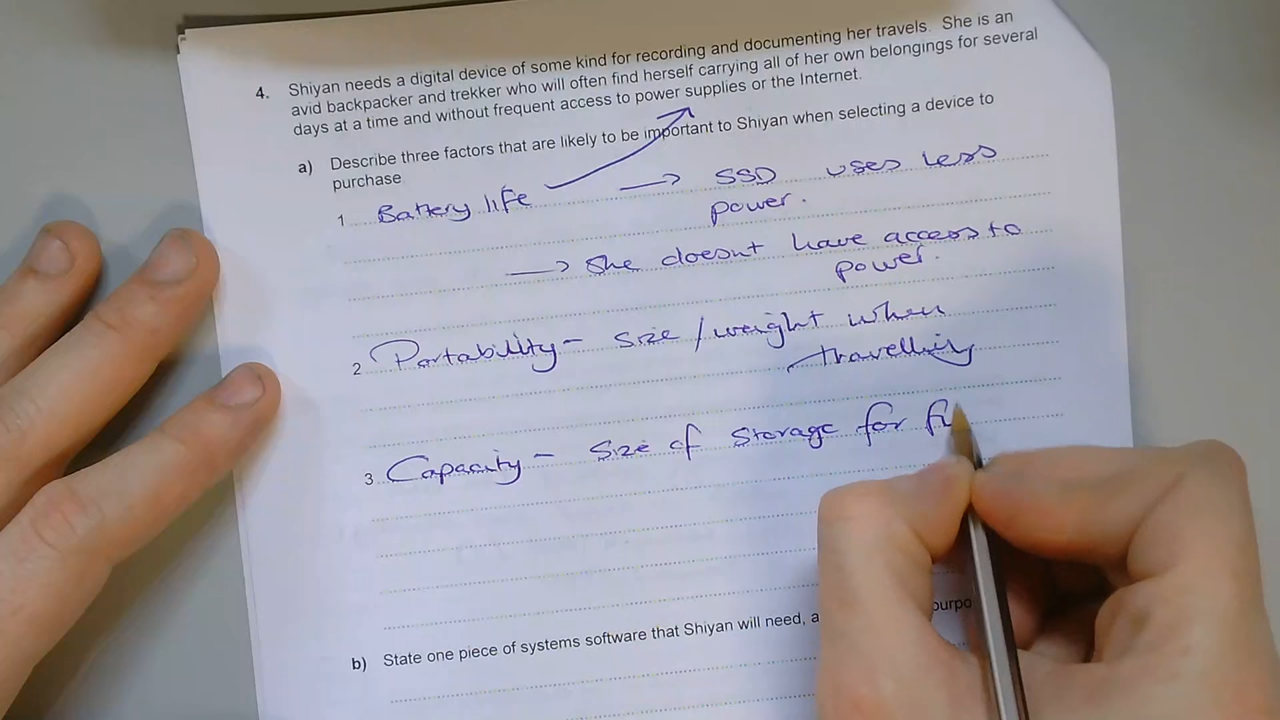 4. Shiyan needs a digital device of some kind for recording and documenting her travels. She is an
avid backpacker and trekker who will often find herself carrying all of her own belongings for several
days at a time and without frequent access to power supplies or the Internet.
a) Describe three factors that are likely to be important to Shiyan when selecting a device to
purchase.
1 Battery life → SSD uses less
power.
→ She doesnt have access to
power.
2 Portability - size/weight when
travelling
3 Capacity - Size of storage for
b) State one piece of systems software that Shiyan will need, a